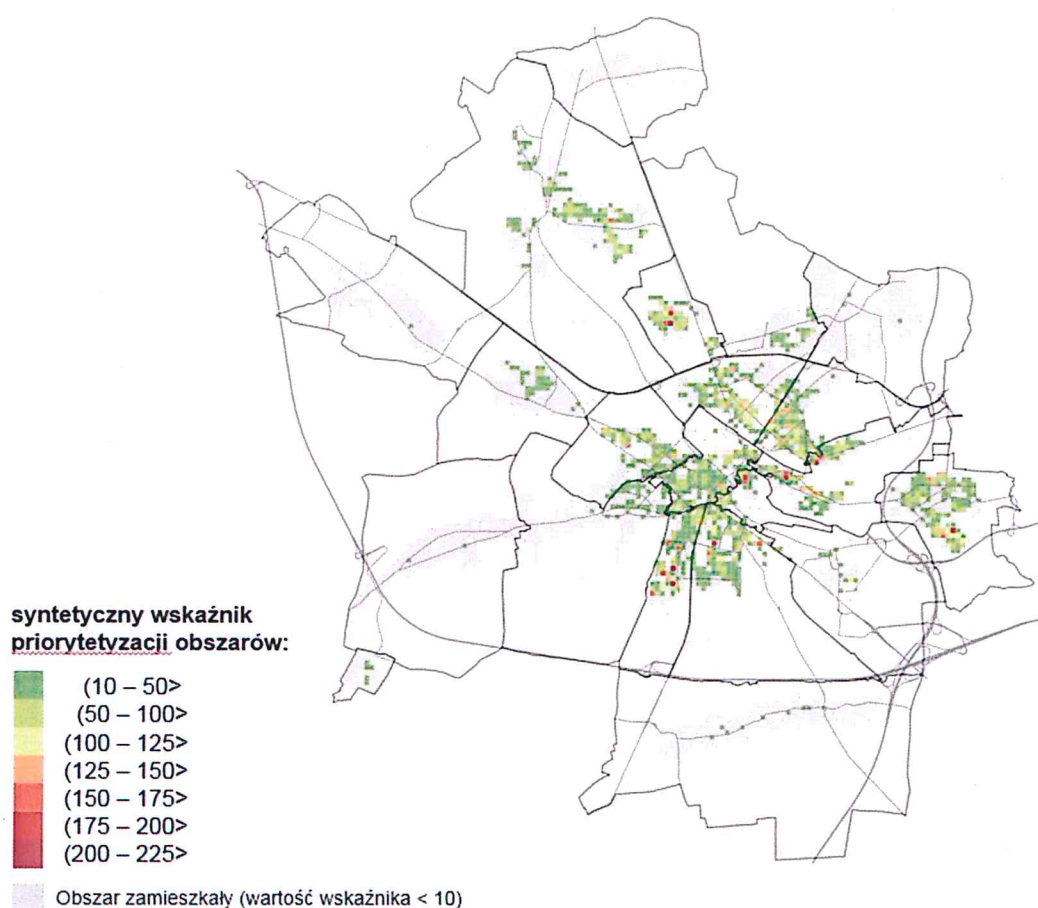 syntetyczny wskaźnik
priorytetyzacji obszarów:
(10 – 50>
(50 – 100>
(100 – 125>
(125 – 150>
(150 – 175>
(175 – 200>
(200 – 225>
Obszar zamieszkały (wartość wskaźnika < 10)